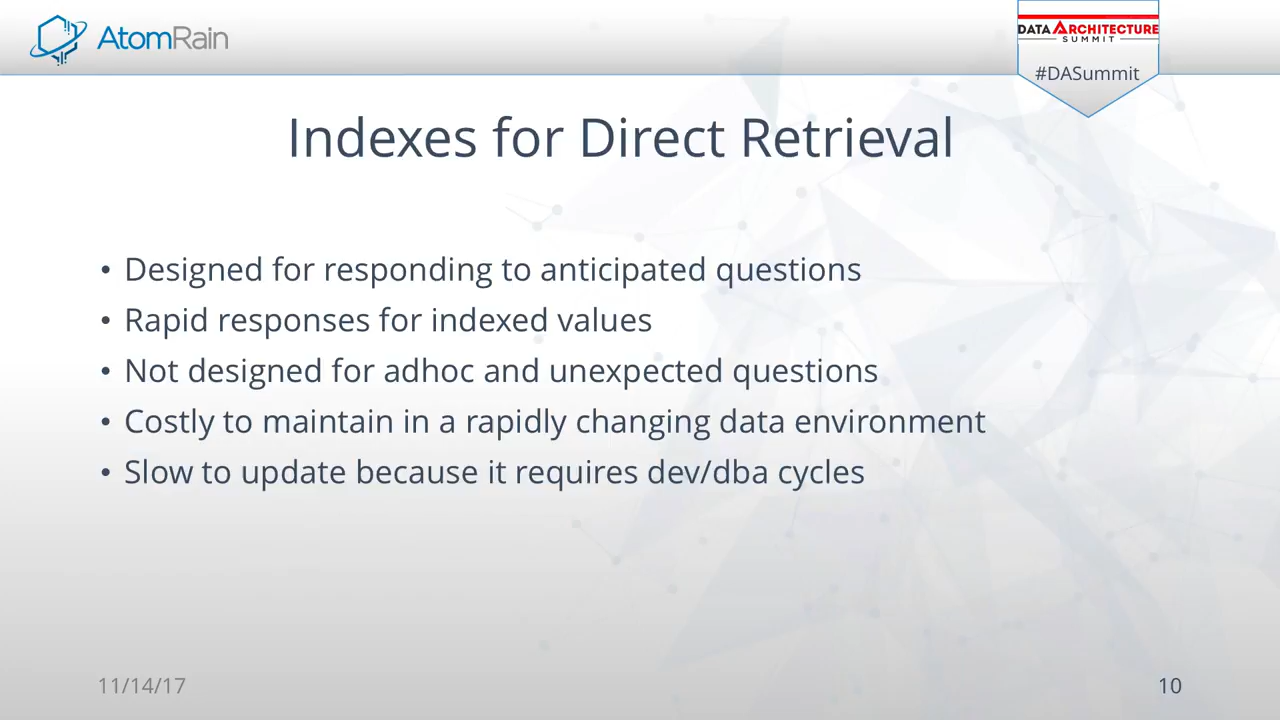 AtomRain
DATA ARCHITECTURE
SUMMIT
#DASummit
Indexes for Direct Retrieval
• Designed for responding to anticipated questions
• Rapid responses for indexed values
• Not designed for adhoc and unexpected questions
• Costly to maintain in a rapidly changing data environment
• Slow to update because it requires dev/dba cycles
11/14/17
10